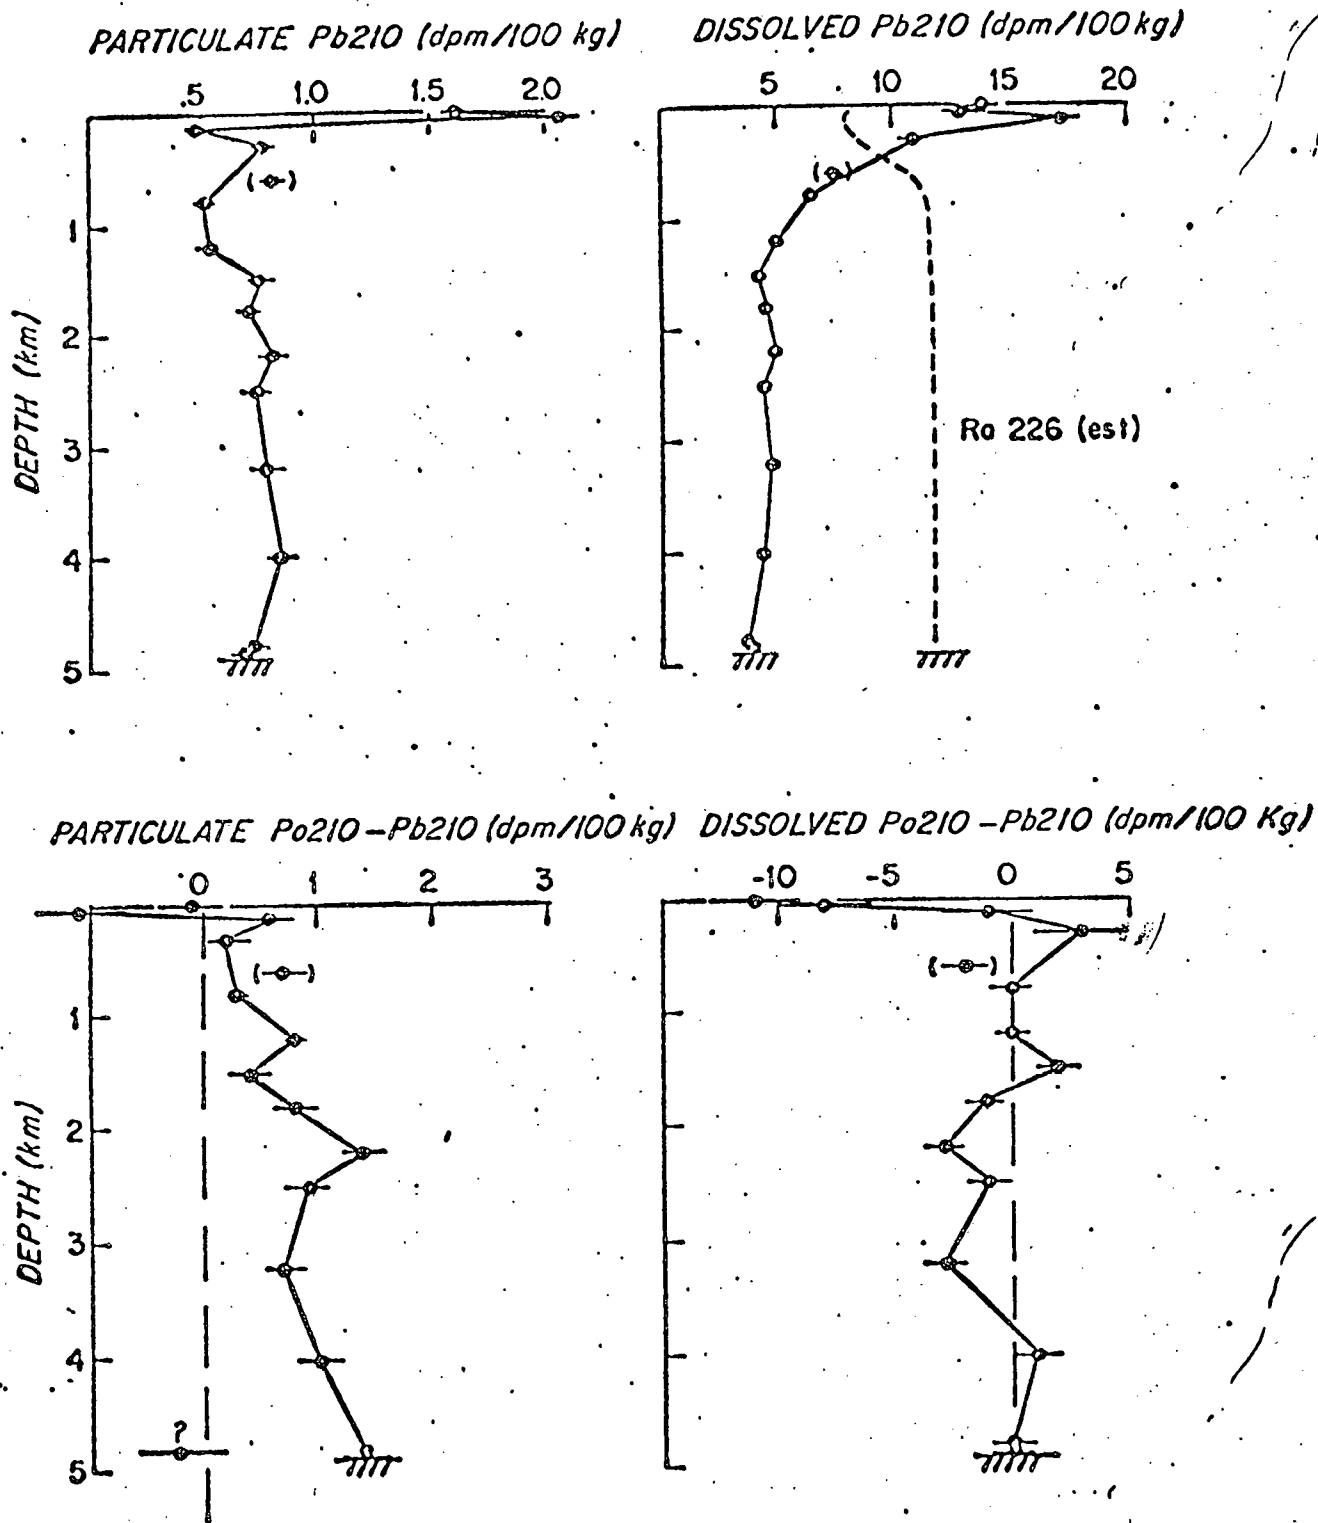 PARTICULATE Pb210 (dpm/100 kg)
.5 1.0 1.5 2.0
DEPTH (km)
1
2
3
4
5
( )
DISSOLVED Pb210 (dpm/100kg)
5 10 15 20
( )
Ra 226 (est)
PARTICULATE Po210-Pb210 (dpm/100 kg)
0 1 2 3
DEPTH (km)
1
2
3
4
5
( )
?
DISSOLVED Po210-Pb210 (dpm/100 Kg)
-10 -5 0 5
( )